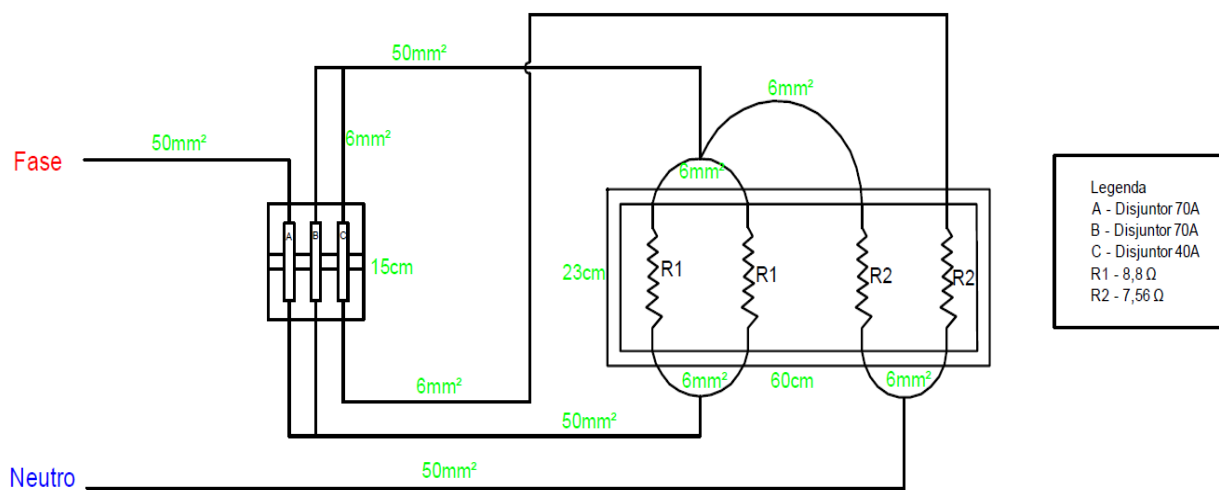 50mm²
6mm²
50mm²
6mm²
Fase
6mm²
A
B
C
15cm
23cm
R1
R1
R2
R2
Legenda
A - Disjuntor 70A
B - Disjuntor 70A
C - Disjuntor 40A
R1 - 8,8 Ω
R2 - 7,56 Ω
6mm²
6mm²
60cm
6mm²
50mm²
50mm²
Neutro